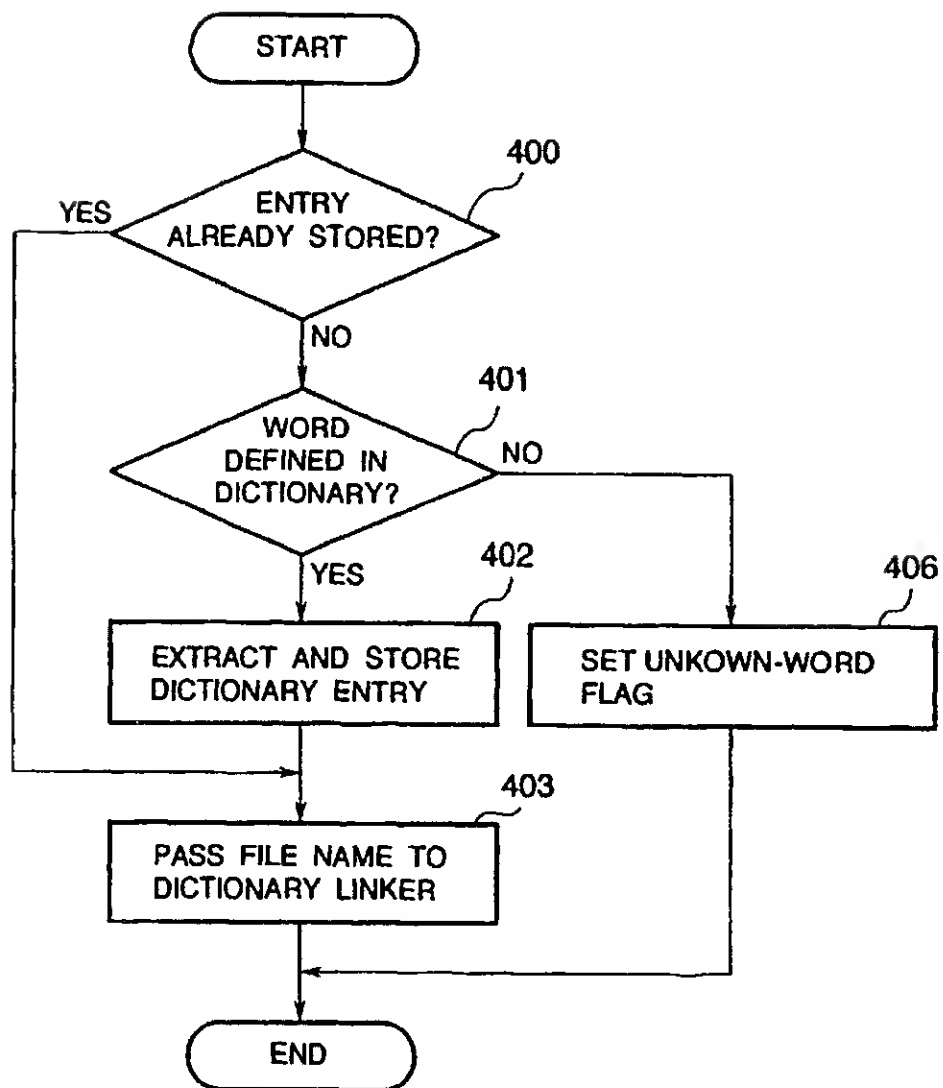 START
400
ENTRY
ALREADY STORED?
YES
NO
401
WORD
DEFINED IN
DICTIONARY?
NO
YES
402
EXTRACT AND STORE
DICTIONARY ENTRY
406
SET UNKOWN-WORD
FLAG
403
PASS FILE NAME TO
DICTIONARY LINKER
END